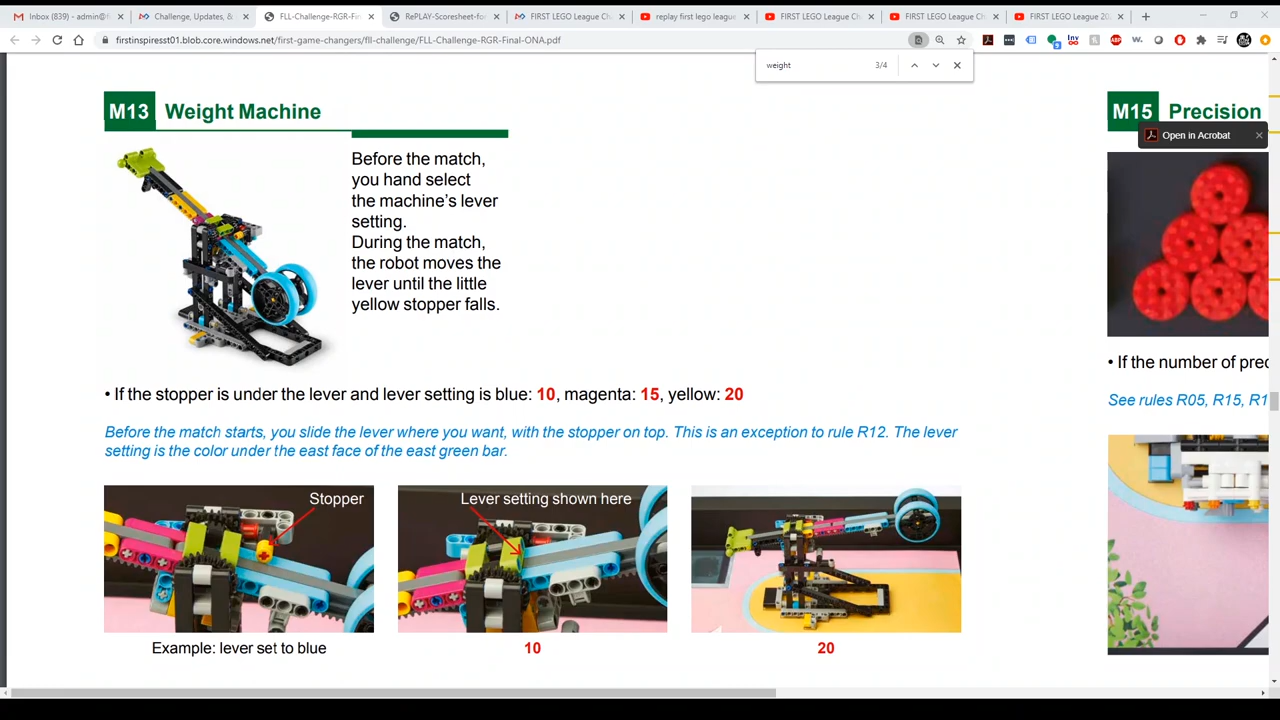 Inbox (839) - admin@f
Challenge, Updates, &
FLL-Challenge-RGR-Fin
RePLAY-Scoresheet-for
FIRST LEGO League Ch
replay first lego league
FIRST LEGO League Ch
FIRST LEGO League Ch
FIRST LEGO League 20
firstinspiresst01.blob.core.windows.net/first-game-changers/fll-challenge/FLL-Challenge-RGR-Final-ONA.pdf
weight 3/4
M13 Weight Machine
M15 Precision
Open in Acrobat
Before the match,
you hand select
the machine's lever
setting.
During the match,
the robot moves the
lever until the little
yellow stopper falls.
• If the number of prec
• If the stopper is under the lever and lever setting is blue: 10, magenta: 15, yellow: 20
See rules R05, R15, R1
Before the match starts, you slide the lever where you want, with the stopper on top. This is an exception to rule R12. The lever
setting is the color under the east face of the east green bar.
Stopper
Lever setting shown here
Example: lever set to blue
10
20